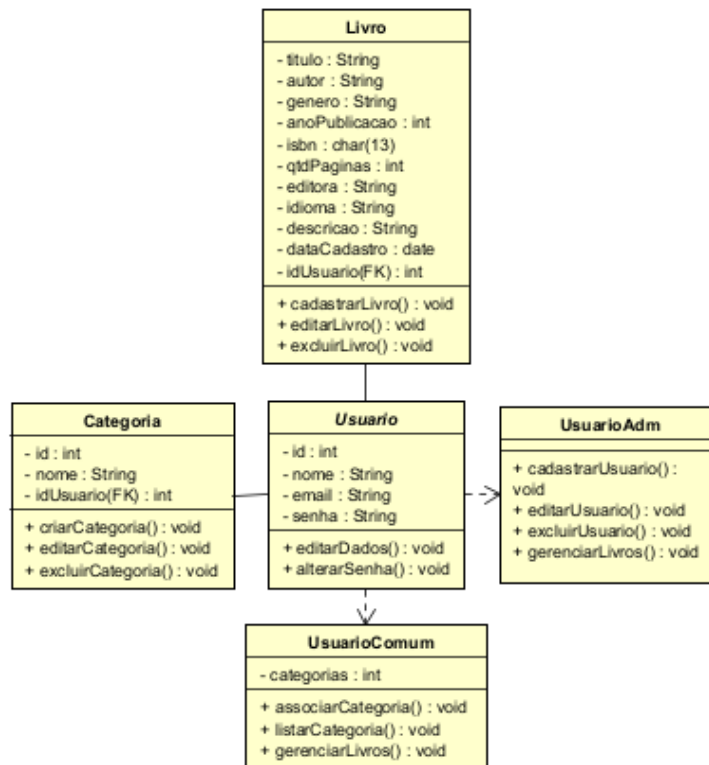 Livro
- titulo : String
- autor : String
- genero : String
- anoPublicacao : int
- isbn : char(13)
- qtdPaginas : int
- editora : String
- idioma : String
- descricao : String
- dataCadastro : date
- idUsuario(FK) : int
+ cadastrarLivro() : void
+ editarLivro() : void
+ excluirLivro() : void
Categoria
- id : int
- nome : String
- idUsuario(FK) : int
+ criarCategoria() : void
+ editarCategoria() : void
+ excluirCategoria() : void
Usuario
- id : int
- nome : String
- email : String
- senha : String
+ editarDados() : void
+ alterarSenha() : void
UsuarioAdm
+ cadastrarUsuario() :
void
+ editarUsuario() : void
+ excluirUsuario() : void
+ gerenciarLivros() : void
UsuarioComum
- categorias : int
+ associarCategoria() : void
+ listarCategoria() : void
+ gerenciarLivros() : void